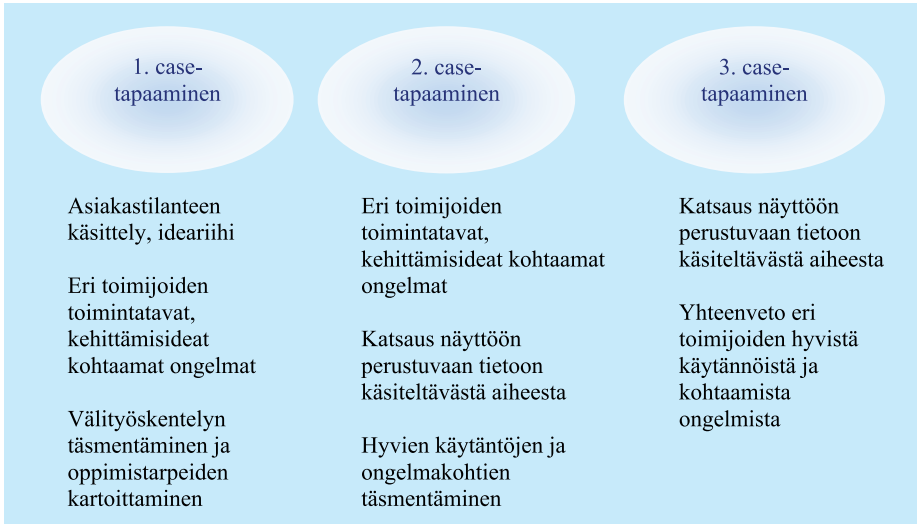 1. case-
tapaaminen
Asiakastilanteen
käsittely, ideariihi
Eri toimijoiden
toimintatavat,
kehittämisideat
kohtaamat ongelmat
Välityöskentelyn
täsmentäminen ja
oppimistarpeiden
kartoittaminen
2. case-
tapaaminen
Eri toimijoiden
toimintatavat,
kehittämisideat kohtaamat
ongelmat
Katsaus näyttöön
perustuvaan tietoon
käsiteltävästä aiheesta
Hyvien käytäntöjen ja
ongelmakohtien
täsmentäminen
3. case-
tapaaminen
Katsaus näyttöön
perustuvaan tietoon
käsiteltävästä aiheesta
Yhteenveto eri
toimijoiden hyvistä
käytännöistä ja
kohtaamista
ongelmista